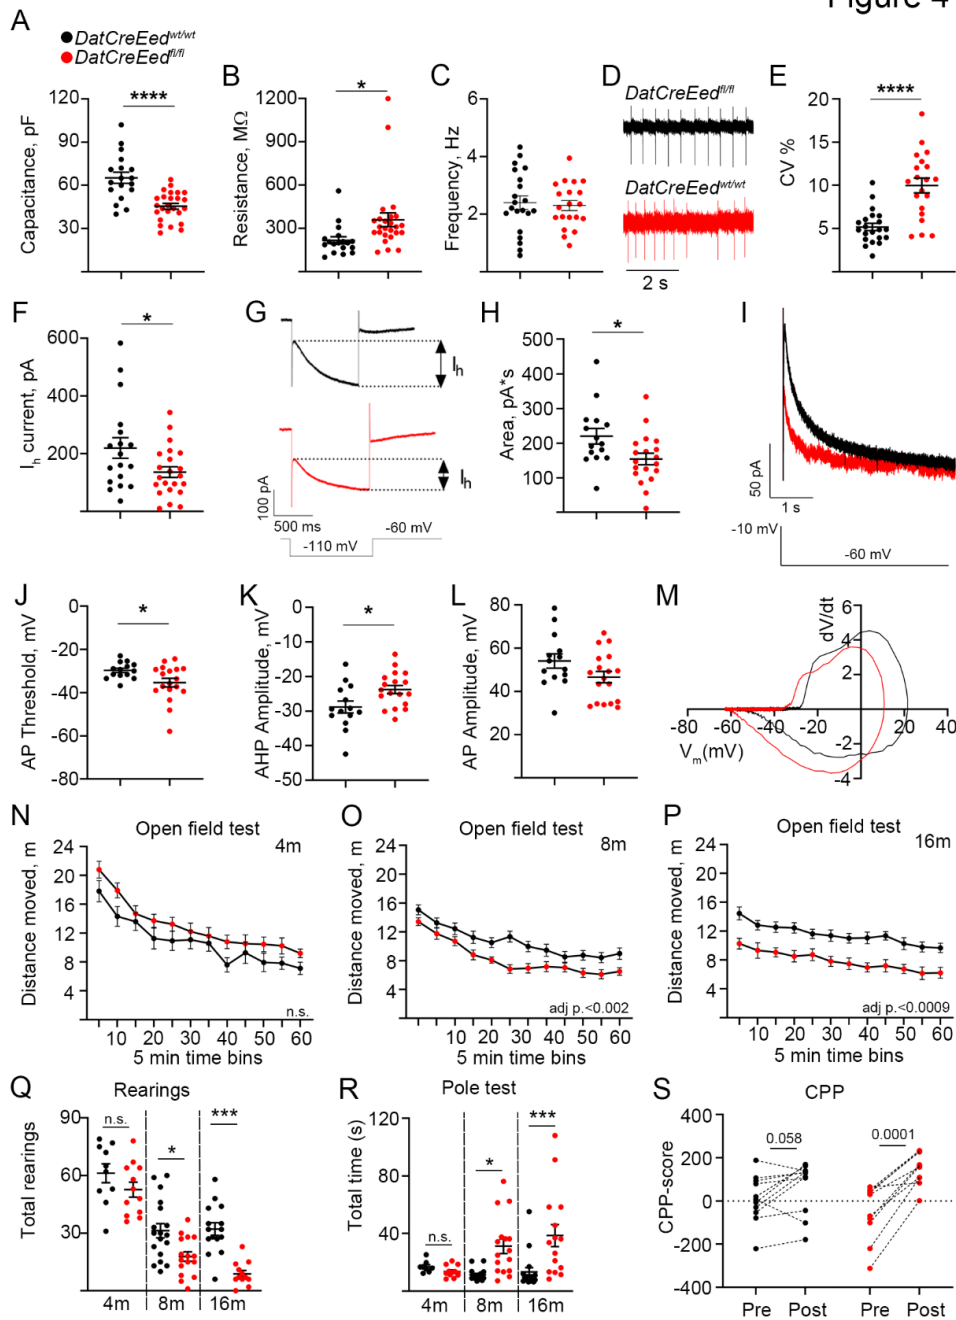 Figure 4
A
DatCreEed^wt/wt
DatCreEed^fl/fl
B
C
D
E
120
90
60
30
Capacitance, pF
****
1200
900
600
300
Resistance, MΩ
*
6
4
2
Frequency, Hz
DatCreEed^fl/fl
DatCreEed^wt/wt
2 s
20
15
10
5
CV %
****
F
600
400
200
I_h current, pA
*
G
I_h
I_h
100 pA
500 ms
-60 mV
-110 mV
H
500
400
300
200
100
Area, pA*s
*
I
50 pA
1 s
-10 mV
-60 mV
J
-0
-20
-40
-60
-80
AP Threshold, mV
*
K
0
-10
-20
-30
-40
-50
AHP Amplitude, mV
*
L
80
60
40
20
AP Amplitude, mV
M
6
4
2
-2
-4
dV/dt
-80
-60
-40
-20
20
40
V_m(mV)
N
Open field test
4m
24
20
16
12
8
4
Distance moved, m
n.s.
10 20 30 40 50 60
5 min time bins
O
Open field test
8m
24
20
16
12
8
4
Distance moved, m
adj p.<0.002
10 20 30 40 50 60
5 min time bins
P
Open field test
16m
24
20
16
12
8
4
Distance moved, m
adj p.<0.0009
10 20 30 40 50 60
5 min time bins
Q
Rearings
90
60
30
Total rearings
n.s.
*
***
4m 8m 16m
R
Pole test
120
80
40
Total time (s)
n.s.
*
***
4m 8m 16m
S
CPP
400
200
0
-200
-400
CPP-score
0.058
0.0001
Pre Post Pre Post